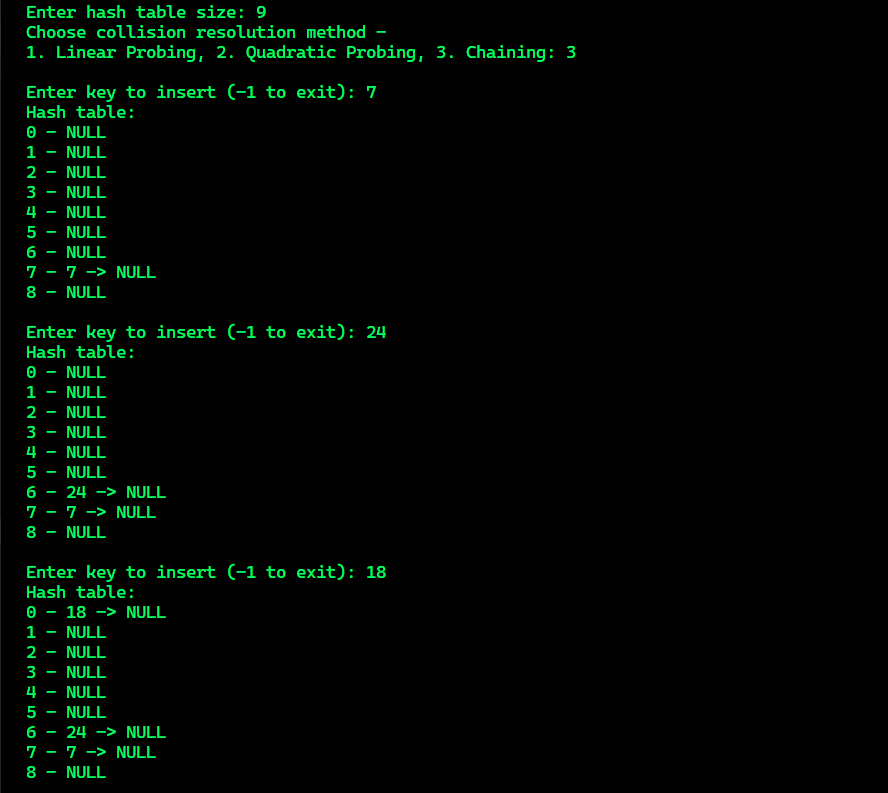 Enter hash table size: 9
Choose collision resolution method -
1. Linear Probing, 2. Quadratic Probing, 3. Chaining: 3
Enter key to insert (-1 to exit): 7
Hash table:
0 - NULL
1 - NULL
2 - NULL
3 - NULL
4 - NULL
5 - NULL
6 - NULL
7 - 7 -> NULL
8 - NULL
Enter key to insert (-1 to exit): 24
Hash table:
0 - NULL
1 - NULL
2 - NULL
3 - NULL
4 - NULL
5 - NULL
6 - 24 -> NULL
7 - 7 -> NULL
8 - NULL
Enter key to insert (-1 to exit): 18
Hash table:
0 - 18 -> NULL
1 - NULL
2 - NULL
3 - NULL
4 - NULL
5 - NULL
6 - 24 -> NULL
7 - 7 -> NULL
8 - NULL